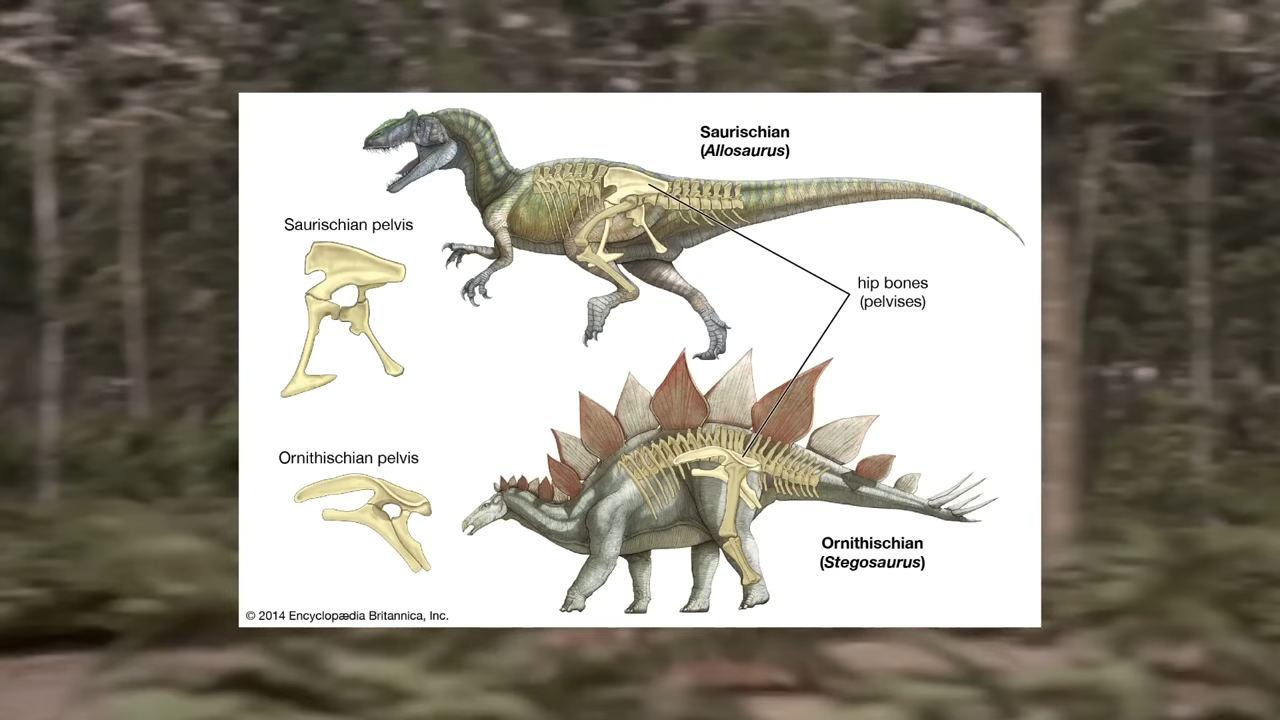 Saurischian
(Allosaurus)
Saurischian pelvis
hip bones
(pelvises)
Ornithischian pelvis
Ornithischian
(Stegosaurus)
© 2014 Encyclopædia Britannica, Inc.